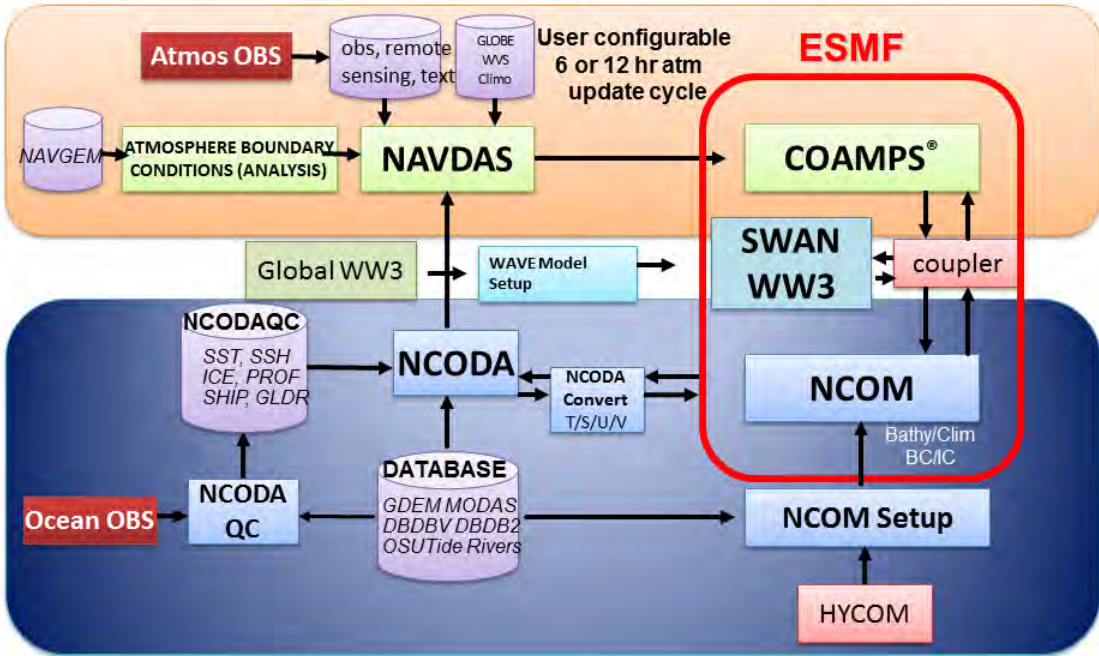 Atmos OBS
obs, remote
sensing, text
GLOBE
WVS
Climo
User configurable
6 or 12 hr atm
update cycle
ESMF
NAVGEM
ATMOSPHERE BOUNDARY
CONDITIONS (ANALYSIS)
NAVDAS
COAMPS®
Global WW3
WAVE Model
Setup
SWAN
WW3
coupler
NCODAQC
SST, SSH
ICE, PROF
SHIP, GLDR
NCODA
NCODA
Convert
T/S/U/V
NCOM
Bathy/Clim
BC/IC
Ocean OBS
NCODA
QC
DATABASE
GDEM MODAS
DBDBV DBDB2
OSUTide Rivers
NCOM Setup
HYCOM